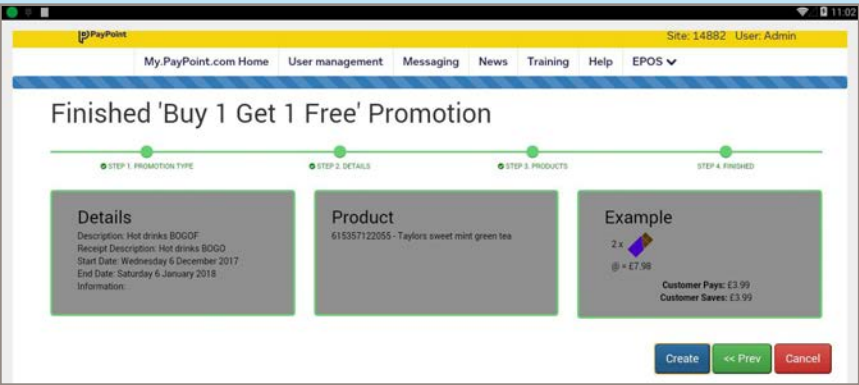 11:02
PayPoint
Site: 14882 User: Admin
My.PayPoint.com Home User management Messaging News Training Help EPOS
Finished 'Buy 1 Get 1 Free' Promotion
STEP 1. PROMOTION TYPE STEP 2. DETAILS STEP 3. PRODUCTS STEP 4. FINISHED
Details
Description: Hot drinks BOGOF
Receipt Description: Hot drinks BOGO
Start Date: Wednesday 6 December 2017
End Date: Saturday 6 January 2018
Information:
Product
615357122055 - Taylors sweet mint green tea
Example
2 x
@ = £7.98
Customer Pays: £3.99
Customer Saves: £3.99
Create << Prev Cancel